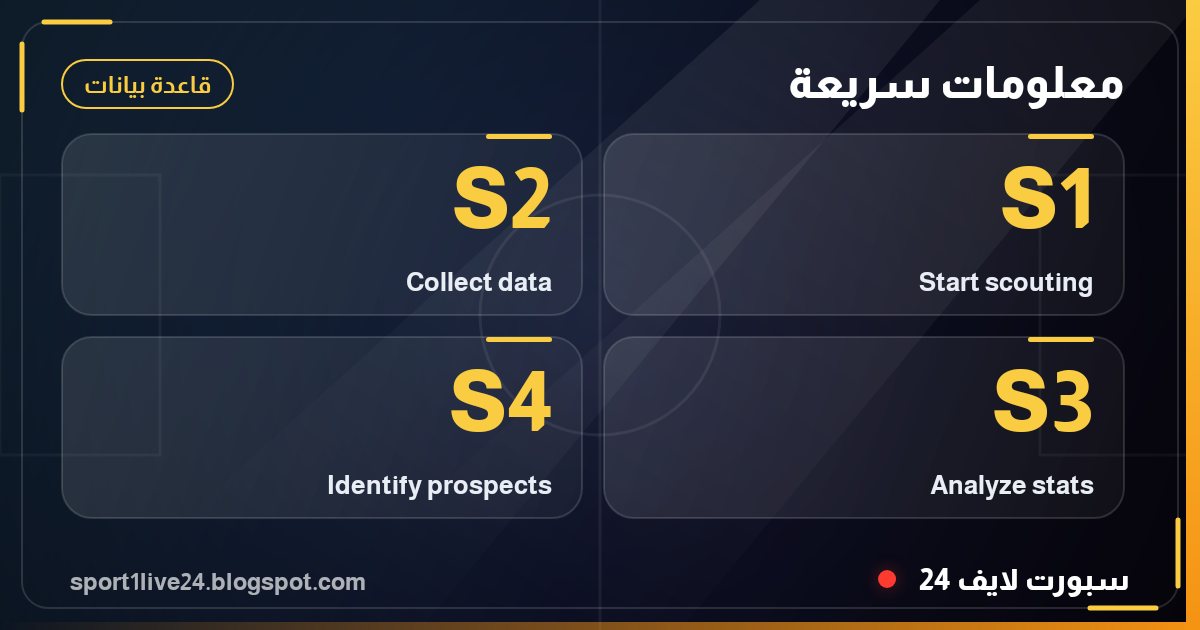 معلومات سريعة
قاعدة بيانات
S1
Start scouting
S2
Collect data
S3
Analyze stats
S4
Identify prospects
سبورت لايف 24
sport1live24.blogspot.com